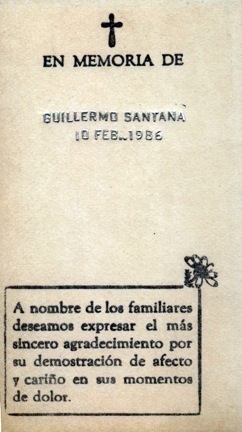 EN MEMORIA DE
GUILLERMO SANTANA
10 FEB..1986
A nombre de los familiares
deseamos expresar el más
sincero agradecimiento por
su demostración de afecto
y cariño en sus momentos
de dolor.